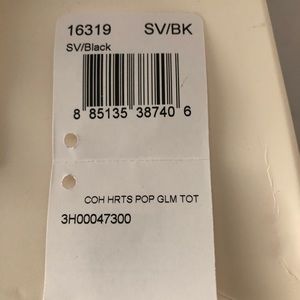 16319 SV/BK
SV/Black
8 85135 38740 6
COH HRTS POP GLM TOT
3H00047300